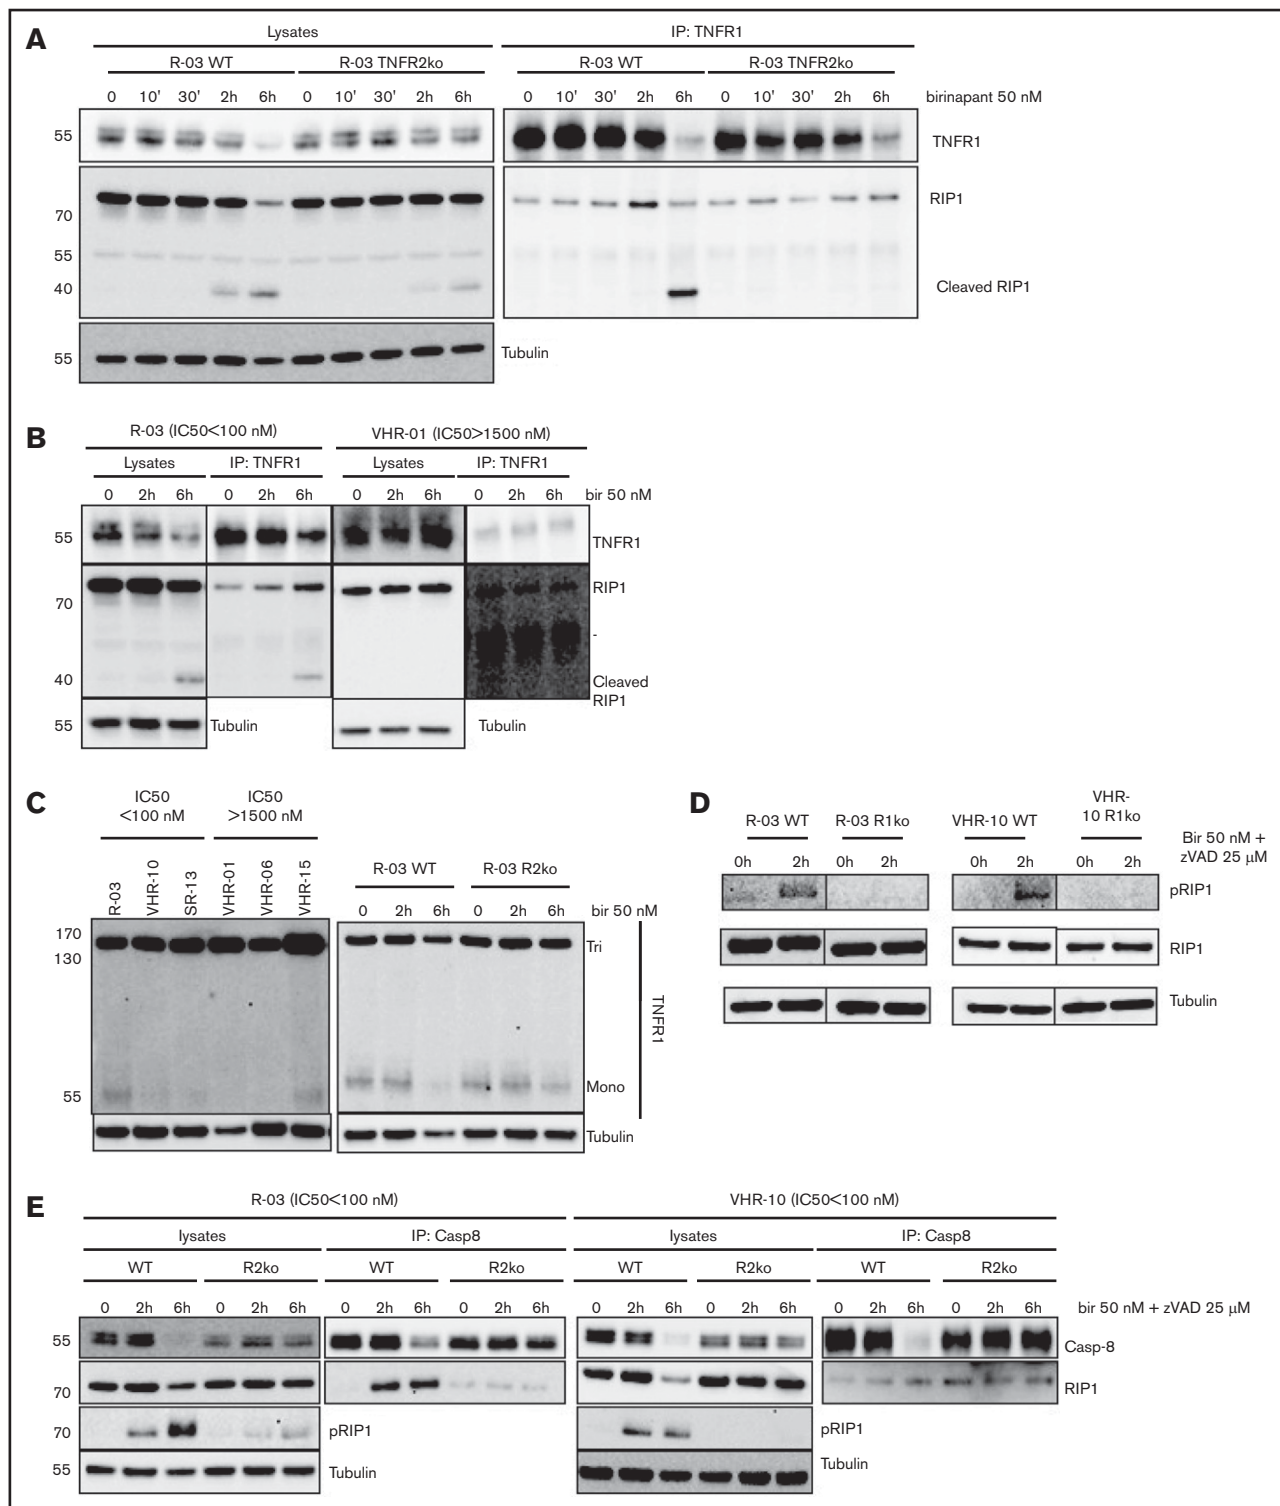 A
Lysates
IP: TNFR1
R-03 WT
R-03 TNFR2ko
R-03 WT
R-03 TNFR2ko
0 10' 30' 2h 6h 0 10' 30' 2h 6h 0 10' 30' 2h 6h 0 10' 30' 2h 6h birinapant 50 nM
55
TNFR1
RIP1
70
55
40
Cleaved RIP1
55
Tubulin
B
R-03 (IC50<100 nM)
VHR-01 (IC50>1500 nM)
Lysates
IP: TNFR1
Lysates
IP: TNFR1
0 2h 6h 0 2h 6h 0 2h 6h 0 2h 6h bir 50 nM
55
TNFR1
RIP1
70
-
40
Cleaved
RIP1
55
Tubulin
Tubulin
C
IC50
<100 nM
IC50
>1500 nM
R-03
VHR-10
SR-13
VHR-01
VHR-06
VHR-15
R-03 WT
R-03 R2ko
0 2h 6h 0 2h 6h bir 50 nM
170
130
Tri
TNFR1
55
Mono
Tubulin
D
R-03 WT
R-03 R1ko
VHR-10 WT
VHR-
10 R1ko
Bir 50 nM +
zVAD 25 μM
0h 2h 0h 2h 0h 2h 0h 2h
pRIP1
RIP1
Tubulin
E
R-03 (IC50<100 nM)
VHR-10 (IC50<100 nM)
lysates
IP: Casp8
lysates
IP: Casp8
WT
R2ko
WT
R2ko
WT
R2ko
WT
R2ko
0 2h 6h 0 2h 6h 0 2h 6h 0 2h 6h 0 2h 6h 0 2h 6h 0 2h 6h 0 2h 6h bir 50 nM + zVAD 25 μM
55
Casp-8
70
RIP1
70
pRIP1
pRIP1
55
Tubulin
Tubulin